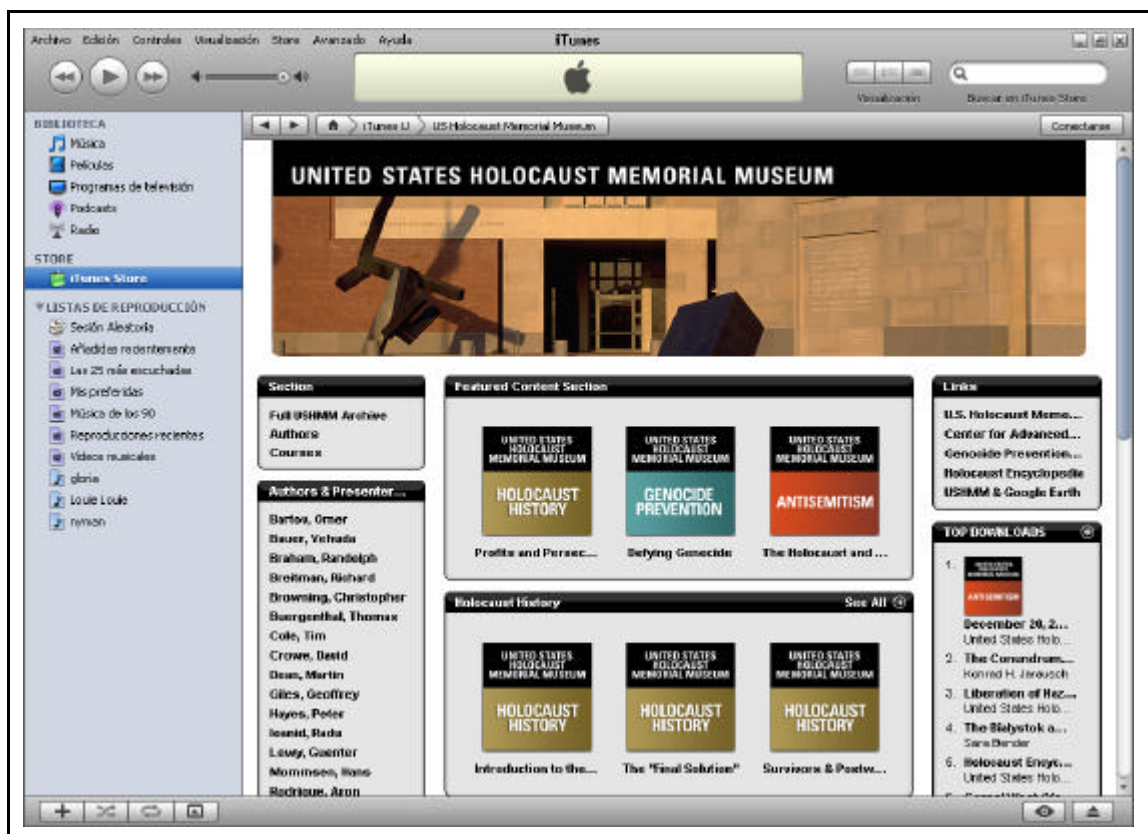 Archivo Edición Controles Visualización Store Avanzado Ayuda
iTunes
Visualización
Buscar en iTunes Store
iTunes U
US Holocaust Memorial Museum
Conectarse
BIBLIOTECA
Música
Películas
Programas de televisión
Podcasts
Radio
STORE
iTunes Store
LISTAS DE REPRODUCCIÓN
Sesión Aleatoria
Añadidas recientemente
Las 25 más escuchadas
Mis preferidas
Música de los 90
Reproducciones recientes
Vídeos musicales
gloria
Louie Louie
nyman
UNITED STATES HOLOCAUST MEMORIAL MUSEUM
Section
Full USHMM Archive
Authors
Courses
Authors & Presenter...
Bartov, Omer
Bauer, Yehuda
Braham, Randolph
Breitman, Richard
Browning, Christopher
Buergenthal, Thomas
Cole, Tim
Crowe, David
Dean, Martin
Giles, Geoffrey
Hayes, Peter
Ioanid, Radu
Lewy, Guenter
Mommsen, Hans
Rodrigue, Aron
Featured Content Section
UNITED STATES
HOLOCAUST
MEMORIAL MUSEUM
HOLOCAUST
HISTORY
Profits and Persec...
UNITED STATES
HOLOCAUST
MEMORIAL MUSEUM
GENOCIDE
PREVENTION
Defying Genocide
UNITED STATES
HOLOCAUST
MEMORIAL MUSEUM
ANTISEMITISM
The Holocaust and ...
Holocaust History
See All
UNITED STATES
HOLOCAUST
MEMORIAL MUSEUM
HOLOCAUST
HISTORY
Introduction to the...
UNITED STATES
HOLOCAUST
MEMORIAL MUSEUM
HOLOCAUST
HISTORY
The "Final Solution"
UNITED STATES
HOLOCAUST
MEMORIAL MUSEUM
HOLOCAUST
HISTORY
Survivors & Postw...
Links
U.S. Holocaust Memo...
Center for Advanced...
Genocide Prevention...
Holocaust Encyclopedia
USHMM & Google Earth
TOP DOWNLOADS
1.
ANTISEMITISM
December 20, 2...
United States Holo...
2. The Conundrum...
Konrad H. Jarausch
3. Liberation of Naz...
United States Holo...
4. The Bialystok a...
Sara Bender
5. Holocaust Encyc...
United States Holo...